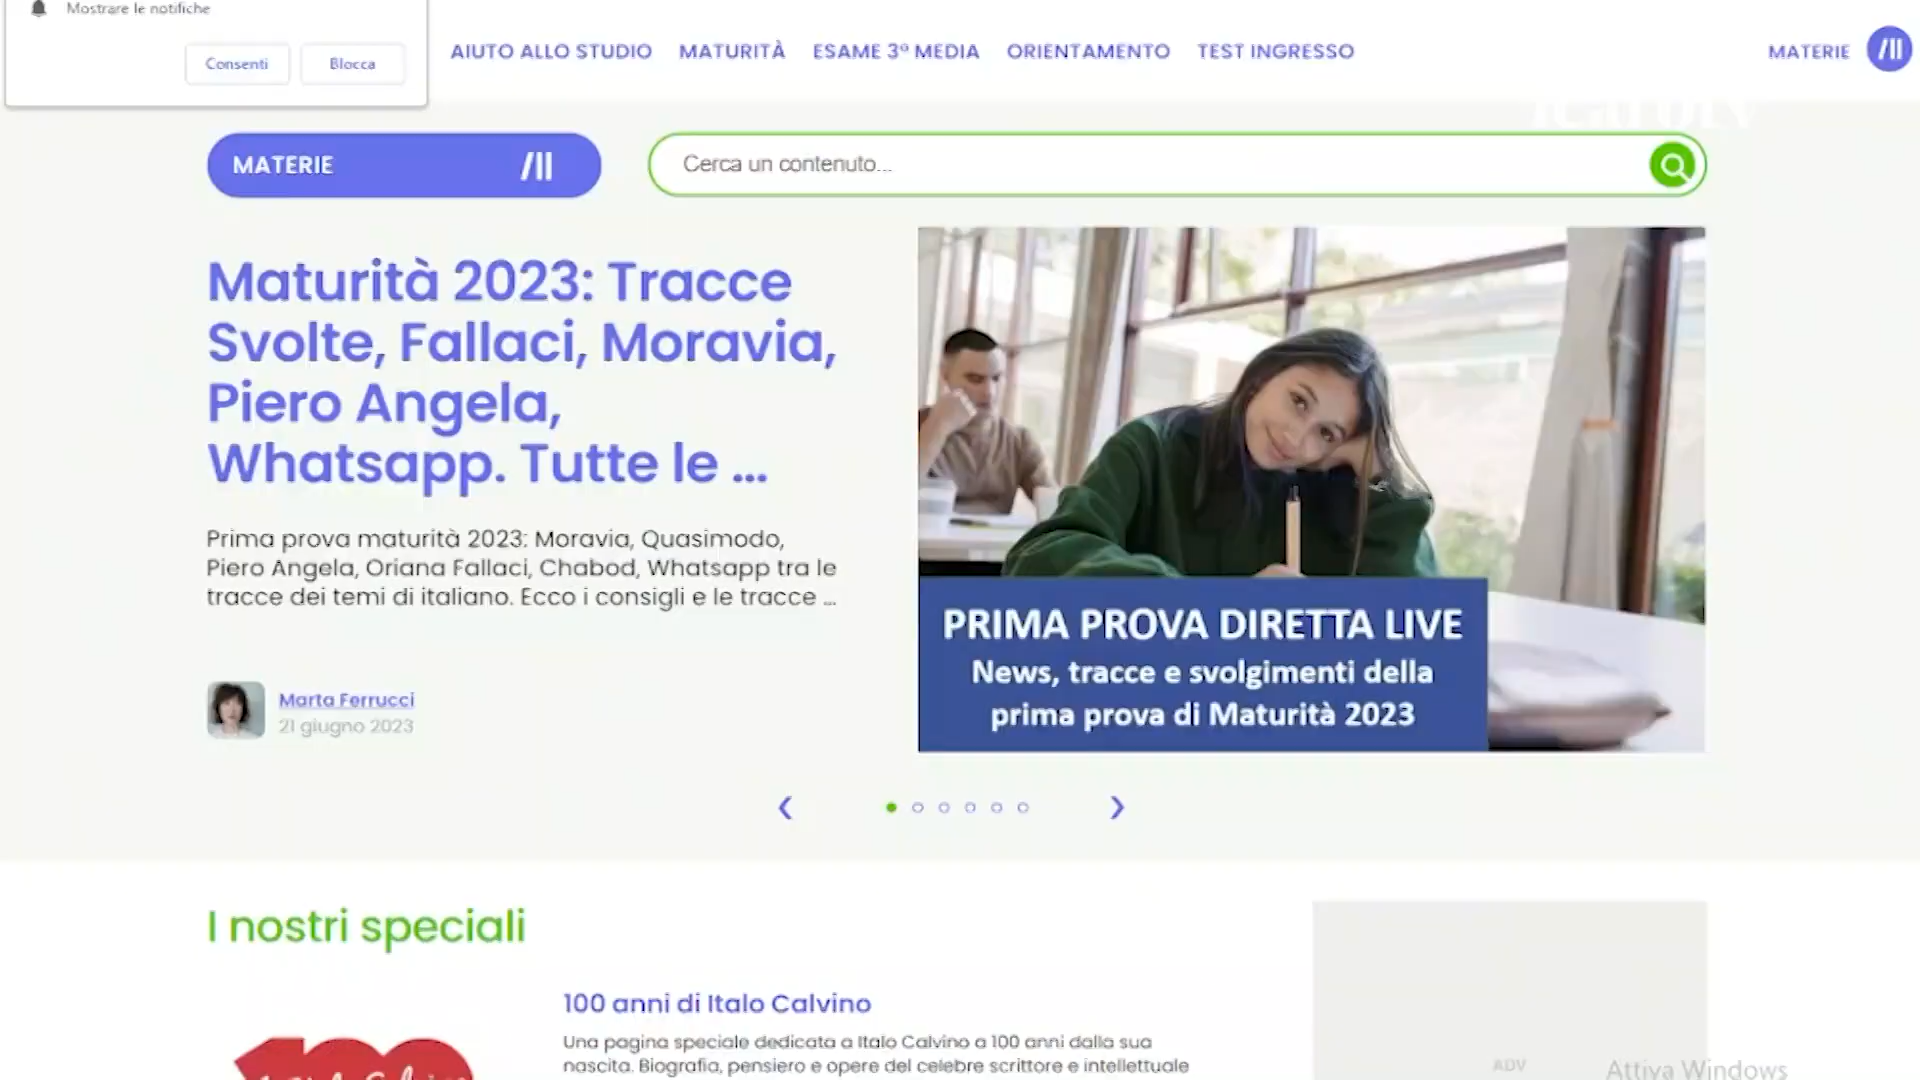 Mostrare le notifiche
Consenti
Blocca
AIUTO ALLO STUDIO
MATURITÀ
ESAME 3ª MEDIA
ORIENTAMENTO
TEST INGRESSO
MATERIE
MATERIE
Cerca un contenuto...
Maturità 2023: Tracce
Svolte, Fallaci, Moravia,
Piero Angela,
Whatsapp. Tutte le ...
Prima prova maturità 2023: Moravia, Quasimodo,
Piero Angela, Oriana Fallaci, Chabod, Whatsapp tra le
tracce dei temi di italiano. Ecco i consigli e le tracce ...
Marta Ferrucci
21 giugno 2023
PRIMA PROVA DIRETTA LIVE
News, tracce e svolgimenti della
prima prova di Maturità 2023
I nostri speciali
100 anni di Italo Calvino
Una pagina speciale dedicata a Italo Calvino a 100 anni dalla sua
nascita. Biografia, pensiero e opere del celebre scrittore e intellettuale
100
ADV
Attiva Windows